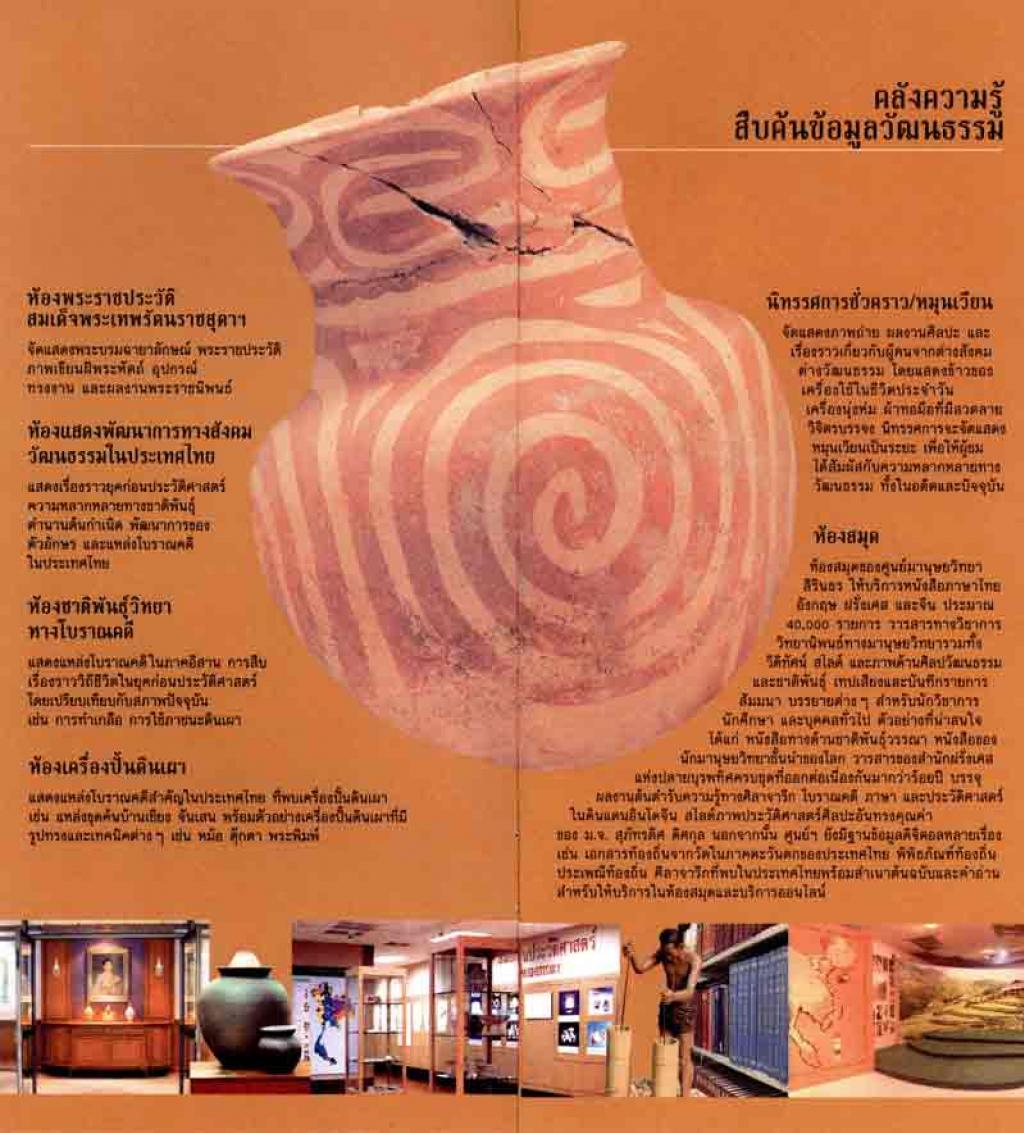 คลังความรู้
สืบค้นข้อมูลวัฒนธรรม
ห้องพระราชประวัติ
สมเด็จพระเทพรัตนราชสุดาฯ
จัดแสดงพระบรมฉายาลักษณ์ พระราชประวัติ
ภาพเขียนฝีพระหัตถ์ อุปกรณ์
ทรงงาน และผลงานพระราชนิพนธ์
ห้องแสดงพัฒนาการทางสังคม
วัฒนธรรมในประเทศไทย
แสดงเรื่องราวยุคก่อนประวัติศาสตร์
ความหลากหลายทางชาติพันธุ์
ตำนานต้นกำเนิด พัฒนาการของ
ตัวอักษร และแหล่งโบราณคดี
ในประเทศไทย
ห้องชาติพันธุ์วิทยา
ทางโบราณคดี
แสดงแหล่งโบราณคดีในภาคอีสาน การสืบ
เรื่องราววิถีชีวิตในยุคก่อนประวัติศาสตร์
โดยเปรียบเทียบกับสภาพปัจจุบัน
เช่น การทำเกลือ การใช้ภาชนะดินเผา
ห้องเครื่องปั้นดินเผา
แสดงแหล่งโบราณคดีสำคัญในประเทศไทย ที่พบเครื่องปั้นดินเผา
เช่น แหล่งขุดค้นบ้านเชียง จันเสน พร้อมตัวอย่างเครื่องปั้นดินเผาที่มี
รูปทรงและเทคนิคต่าง ๆ เช่น หม้อ ตุ๊กตา พระพิมพ์
นิทรรศการชั่วคราว/หมุนเวียน
จัดแสดงภาพถ่าย ผลงานศิลปะ และ
เรื่องราวเกี่ยวกับผู้คนจากต่างสังคม
ต่างวัฒนธรรม โดยแสดงข้าวของ
เครื่องใช้ในชีวิตประจำวัน
เครื่องนุ่งห่ม ผ้าทอมือที่มีลวดลาย
วิจิตรบรรจง นิทรรศการจะจัดแสดง
หมุนเวียนเป็นระยะ เพื่อให้ผู้ชม
ได้สัมผัสกับความหลากหลายทาง
วัฒนธรรม ทั้งในอดีตและปัจจุบัน
ห้องสมุด
ห้องสมุดของศูนย์มานุษยวิทยา
สิรินธร ให้บริการหนังสือภาษาไทย
อังกฤษ ฝรั่งเศส และจีน ประมาณ
40,000 รายการ วารสารทางวิชาการ
วิทยานิพนธ์ทางมานุษยวิทยารวมทั้ง
วีดิทัศน์ สไลด์ และภาพด้านศิลปวัฒนธรรม
และชาติพันธุ์ เทปเสียงและบันทึกรายการ
สัมมนา บรรยายต่าง ๆ สำหรับนักวิชาการ
นักศึกษา และบุคคลทั่วไป ตัวอย่างที่น่าสนใจ
ได้แก่ หนังสือทางด้านชาติพันธุ์วรรณา หนังสือของ
นักมานุษยวิทยาชั้นนำของโลก วารสารของสำนักฝรั่งเศส
แห่งปลายบุรพทิศครบชุดที่ออกต่อเนื่องกันมากว่าร้อยปี บรรจุ
ผลงานต้นตำรับความรู้ทางศิลาจารึก โบราณคดี ภาษา และประวัติศาสตร์
ในดินแดนอินโดจีน สไลด์ภาพประวัติศาสตร์ศิลปะอันทรงคุณค่า
ของ ม.จ. สุภัทรดิศ ดิศกุล นอกจากนั้น ศูนย์ฯ ยังมีฐานข้อมูลดิจิตอลหลายเรื่อง
เช่น เอกสารท้องถิ่นจากวัดในภาคตะวันตกของประเทศไทย พิพิธภัณฑ์ท้องถิ่น
ประเพณีท้องถิ่น ศิลาจารึกที่พบในประเทศไทยพร้อมสำเนาต้นฉบับและคำอ่าน
สำหรับให้บริการในห้องสมุดและบริการออนไลน์